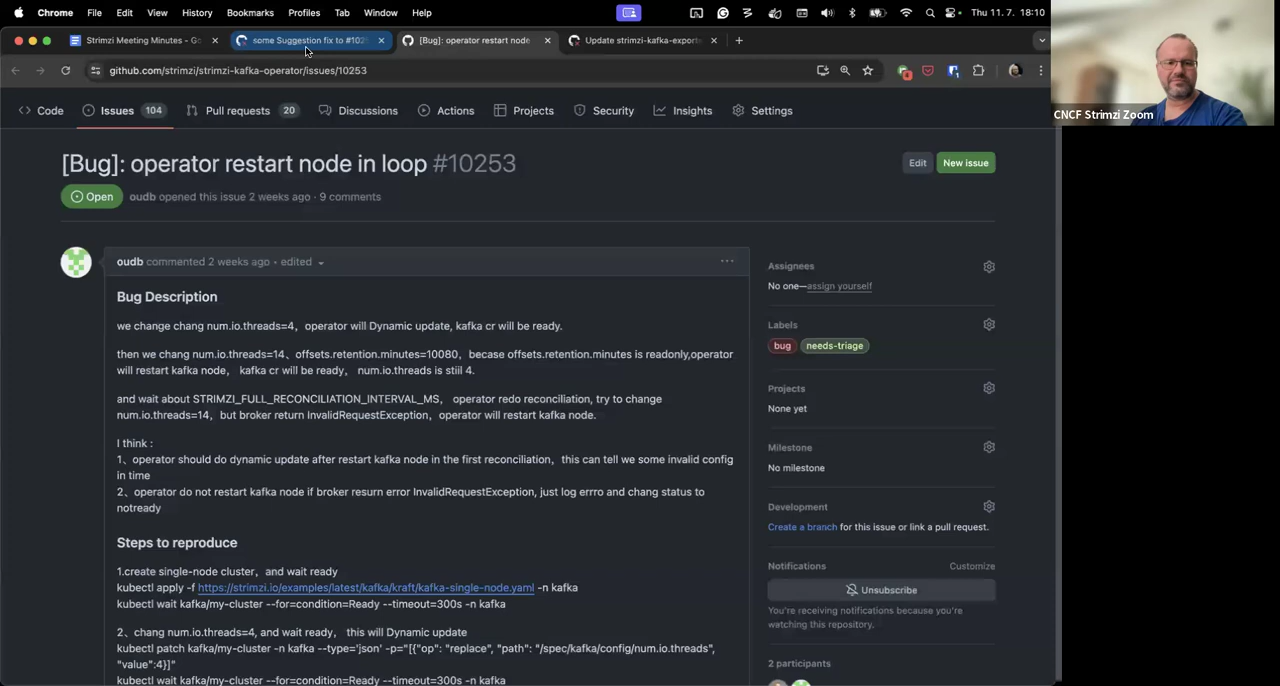 Chrome File Edit View History Bookmarks Profiles Tab Window Help Thu 11. 7. 18:10
Strimzi Meeting Minutes - Go
some Suggestion fix to #102
[Bug]: operator restart node
Update strimzi-kafka-export
github.com/strimzi/strimzi-kafka-operator/issues/10253
Code Issues 104 Pull requests 20 Discussions Actions Projects Security Insights Settings
CNCF Strimzi Zoom
[Bug]: operator restart node in loop #10253
Edit New issue
Open oudb opened this issue 2 weeks ago · 9 comments
oudb commented 2 weeks ago • edited
Bug Description
we change chang num.io.threads=4，operator will Dynamic update, kafka cr will be ready.
then we chang num.io.threads=14、offsets.retention.minutes=10080，becase offsets.retention.minutes is readonly,operator
will restart kafka node， kafka cr will be ready， num.io.threads is stiil 4.
and wait about STRIMZI_FULL_RECONCILIATION_INTERVAL_MS， operator redo reconciliation, try to change
num.io.threads=14，but broker return InvalidRequestException，operator will restart kafka node.
I think :
1、operator should do dynamic update after restart kafka node in the first reconciliation，this can tell we some invalid config
in time
2、operator do not restart kafka node if broker resurn error InvalidRequestException, just log errro and chang status to
notready
Steps to reproduce
1.create single-node cluster，and wait ready
kubectl apply -f https://strimzi.io/examples/latest/kafka/kraft/kafka-single-node.yaml -n kafka
kubectl wait kafka/my-cluster --for=condition=Ready --timeout=300s -n kafka
2、chang num.io.threads=4, and wait ready， this will Dynamic update
kubectl patch kafka/my-cluster -n kafka --type='json' -p="[{"op": "replace", "path": "/spec/kafka/config/num.io.threads",
"value":4}]"
kubectl wait kafka/my-cluster --for=condition=Ready --timeout=300s -n kafka
Assignees
No one—assign yourself
Labels
bug needs-triage
Projects
None yet
Milestone
No milestone
Development
Create a branch for this issue or link a pull request.
Notifications Customize
Unsubscribe
You're receiving notifications because you're
watching this repository.
2 participants